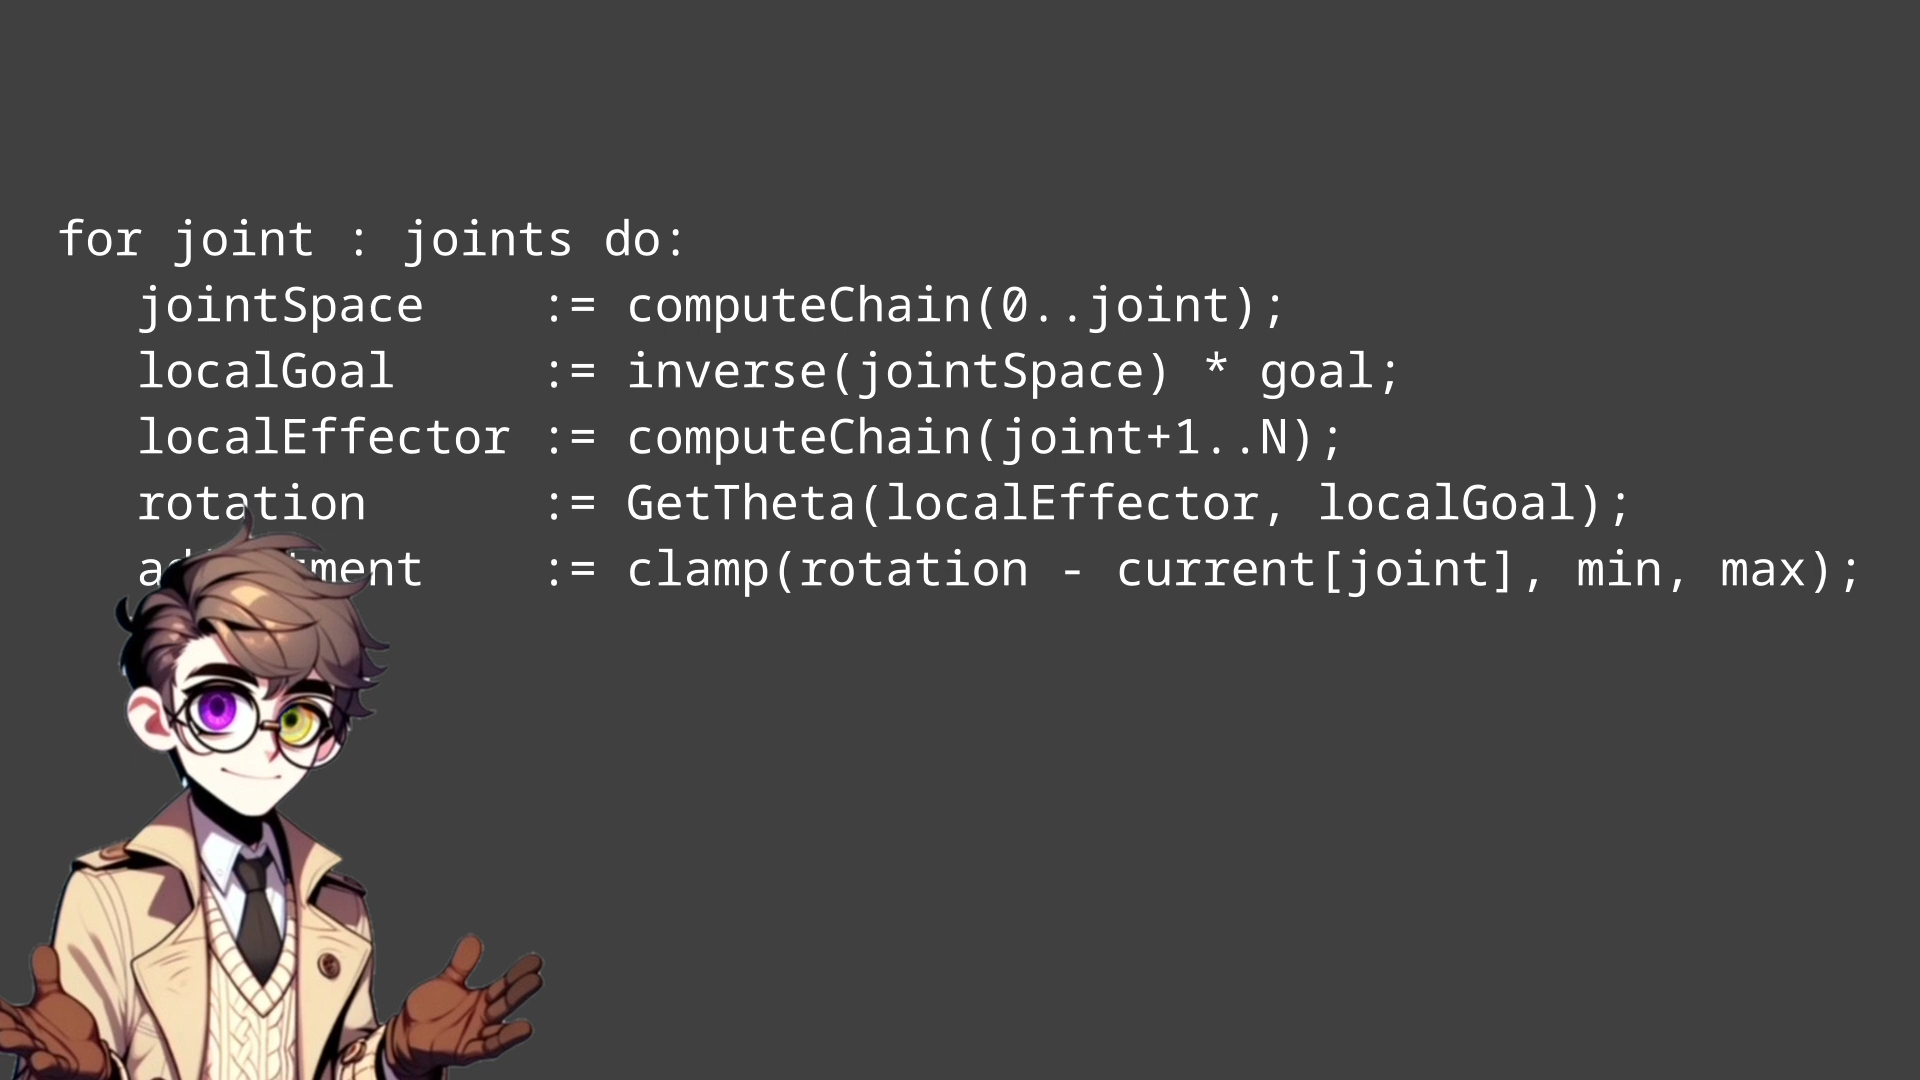 for joint : joints do:
jointSpace := computeChain(0..joint);
localGoal := inverse(jointSpace) * goal;
localEffector := computeChain(joint+1..N);
rotation := GetTheta(localEffector, localGoal);
:= clamp(rotation - current[joint], min, max);